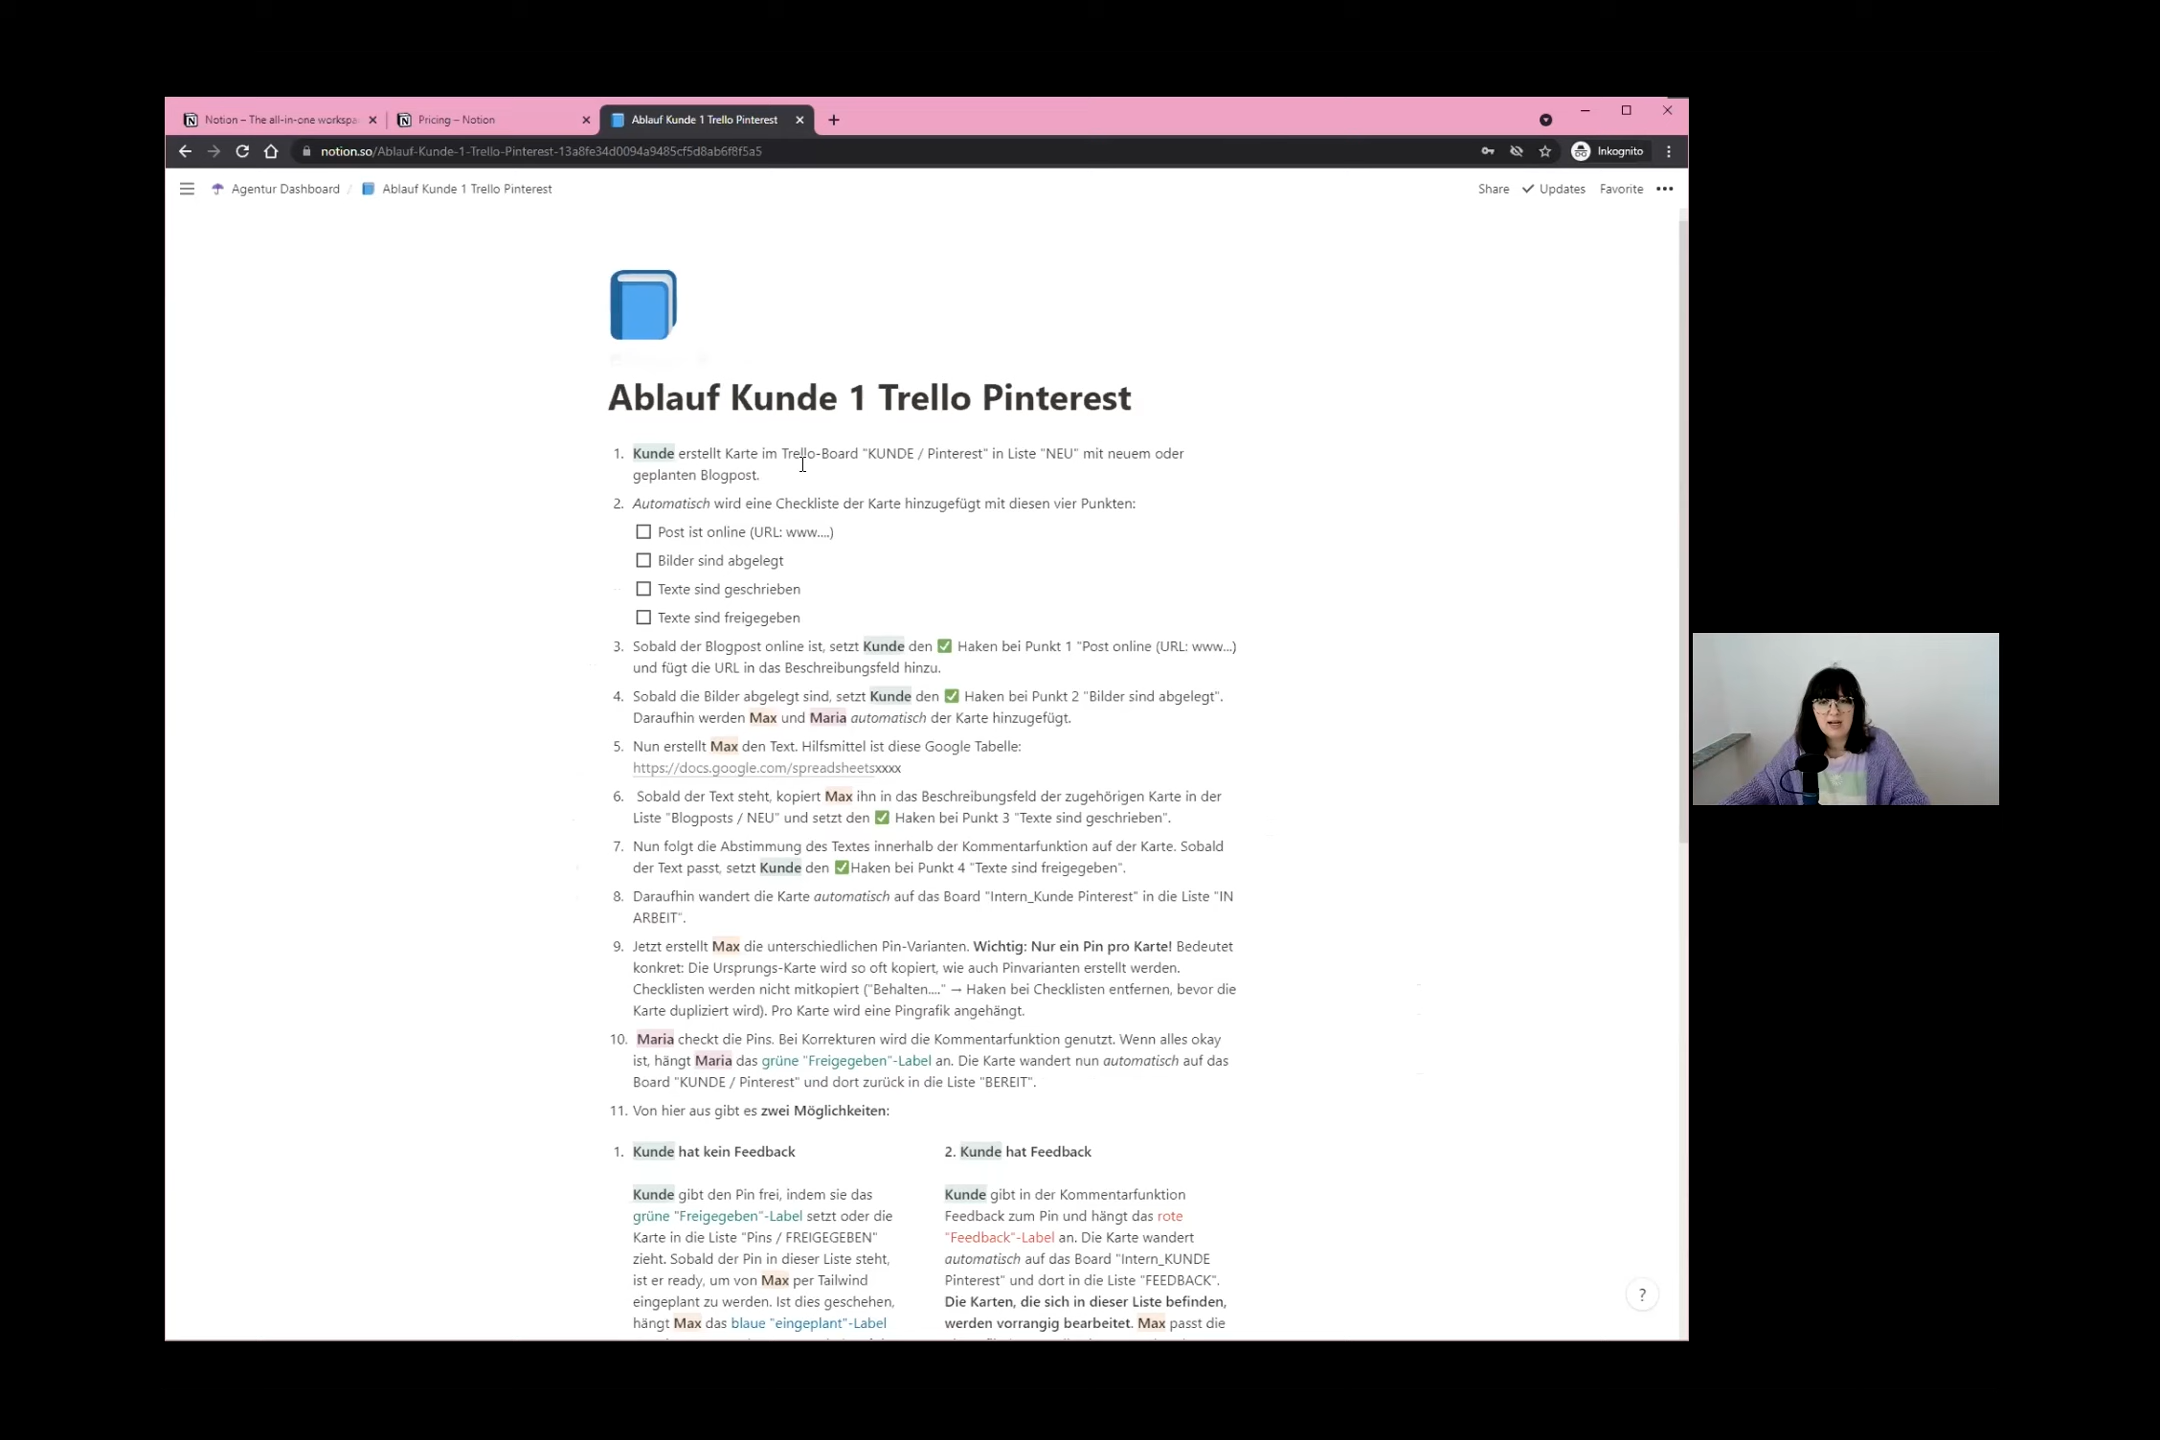 Notion – The all-in-one workspa
Pricing – Notion
Ablauf Kunde 1 Trello Pinterest
notion.so/Ablauf-Kunde-1-Trello-Pinterest-13a8fe34d0094a9485cf5d8ab6f8f5a5
Inkognito
Agentur Dashboard / Ablauf Kunde 1 Trello Pinterest
Share Updates Favorite
Ablauf Kunde 1 Trello Pinterest
1. Kunde erstellt Karte im Trello-Board "KUNDE / Pinterest" in Liste "NEU" mit neuem oder
geplanten Blogpost.
2. Automatisch wird eine Checkliste der Karte hinzugefügt mit diesen vier Punkten:
Post ist online (URL: www....)
Bilder sind abgelegt
Texte sind geschrieben
Texte sind freigegeben
3. Sobald der Blogpost online ist, setzt Kunde den ✅ Haken bei Punkt 1 "Post online (URL: www...)
und fügt die URL in das Beschreibungsfeld hinzu.
4. Sobald die Bilder abgelegt sind, setzt Kunde den ✅ Haken bei Punkt 2 "Bilder sind abgelegt".
Daraufhin werden Max und Maria automatisch der Karte hinzugefügt.
5. Nun erstellt Max den Text. Hilfsmittel ist diese Google Tabelle:
https://docs.google.com/spreadsheetsxxxx
6. Sobald der Text steht, kopiert Max ihn in das Beschreibungsfeld der zugehörigen Karte in der
Liste "Blogposts / NEU" und setzt den ✅ Haken bei Punkt 3 "Texte sind geschrieben".
7. Nun folgt die Abstimmung des Textes innerhalb der Kommentarfunktion auf der Karte. Sobald
der Text passt, setzt Kunde den ✅Haken bei Punkt 4 "Texte sind freigegeben".
8. Daraufhin wandert die Karte automatisch auf das Board "Intern_Kunde Pinterest" in die Liste "IN
ARBEIT".
9. Jetzt erstellt Max die unterschiedlichen Pin-Varianten. Wichtig: Nur ein Pin pro Karte! Bedeutet
konkret: Die Ursprungs-Karte wird so oft kopiert, wie auch Pinvarianten erstellt werden.
Checklisten werden nicht mitkopiert ("Behalten...." → Haken bei Checklisten entfernen, bevor die
Karte dupliziert wird). Pro Karte wird eine Pingrafik angehängt.
10. Maria checkt die Pins. Bei Korrekturen wird die Kommentarfunktion genutzt. Wenn alles okay
ist, hängt Maria das grüne "Freigegeben"-Label an. Die Karte wandert nun automatisch auf das
Board "KUNDE / Pinterest" und dort zurück in die Liste "BEREIT".
11. Von hier aus gibt es zwei Möglichkeiten:
1. Kunde hat kein Feedback
Kunde gibt den Pin frei, indem sie das
grüne "Freigegeben"-Label setzt oder die
Karte in die Liste "Pins / FREIGEGEBEN"
zieht. Sobald der Pin in dieser Liste steht,
ist er ready, um von Max per Tailwind
eingeplant zu werden. Ist dies geschehen,
hängt Max das blaue "eingeplant"-Label
2. Kunde hat Feedback
Kunde gibt in der Kommentarfunktion
Feedback zum Pin und hängt das rote
"Feedback"-Label an. Die Karte wandert
automatisch auf das Board "Intern_KUNDE
Pinterest" und dort in die Liste "FEEDBACK".
Die Karten, die sich in dieser Liste befinden,
werden vorrangig bearbeitet. Max passt die
?